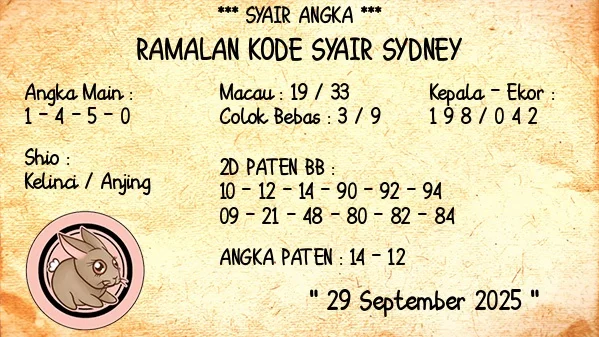 *** SYAIR ANGKA ***
RAMALAN KODE SYAIR SYDNEY
Angka Main :
1 - 4 - 5 - 0
Shio :
Kelinci / Anjing
Macau : 19 / 33
Colok Bebas : 3 / 9
Kepala - Ekor :
1 9 8 / 0 4 2
2D PATEN BB :
10 - 12 - 14 - 90 - 92 - 94
09 - 21 - 48 - 80 - 82 - 84
ANGKA PATEN : 14 - 12
" 29 September 2025 "